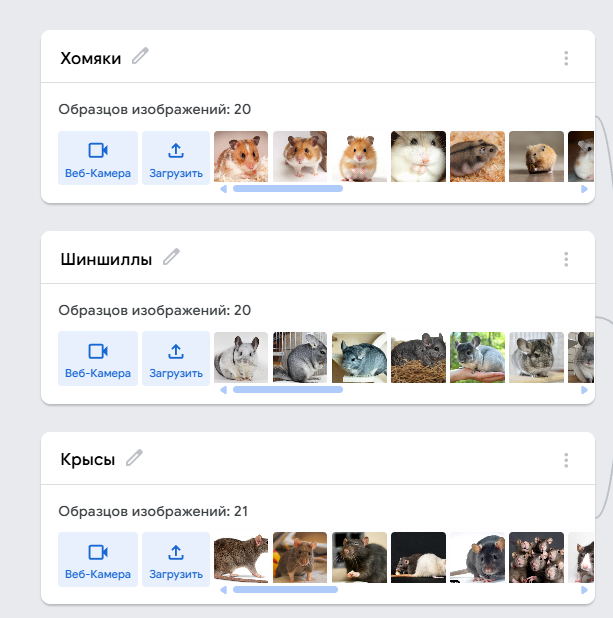 Хомяки
Образцов изображений: 20
Веб-Камера
Загрузить
Шиншиллы
Образцов изображений: 20
Веб-Камера
Загрузить
Крысы
Образцов изображений: 21
Веб-Камера
Загрузить